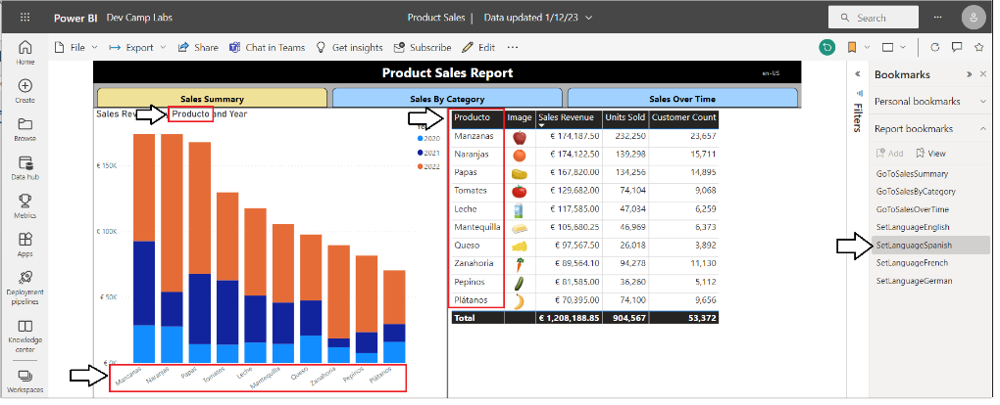 Power BI Dev Camp Labs
Product Sales | Data updated 1/12/23
Search
File Export Share Chat in Teams Get insights Subscribe Edit
Home
Create
Browse
Data hub
Metrics
Apps
Deployment pipelines
Knowledge center
Workspaces
Product Sales Report
en-US
Sales Summary Sales By Category Sales Over Time
Sales Rev Producto and Year
2020
2021
2022
€ 150K
€ 100K
€ 50K
Manzanas Naranjas Papas Tomates Leche Mantequilla Queso Zanahoria Pepinos Plátanos
Producto Image Sales Revenue Units Sold Customer Count
Manzanas € 174,187.50 232,250 23,657
Naranjas € 174,122.50 139,298 15,711
Papas € 167,820.00 134,256 14,895
Tomates € 129,682.00 74,104 9,068
Leche € 117,585.00 47,034 6,259
Mantequilla € 105,680.25 46,969 6,373
Queso € 97,567.50 26,018 3,892
Zanahoria € 89,564.10 94,278 11,130
Pepinos € 81,585.00 36,260 5,112
Plátanos € 70,395.00 74,100 9,656
Total € 1,208,188.85 904,567 53,372
Filters
Bookmarks
Personal bookmarks
Report bookmarks
Add View
GoToSalesSummary
GoToSalesByCategory
GoToSalesOverTime
SetLanguageEnglish
SetLanguageSpanish
SetLanguageFrench
SetLanguageGerman